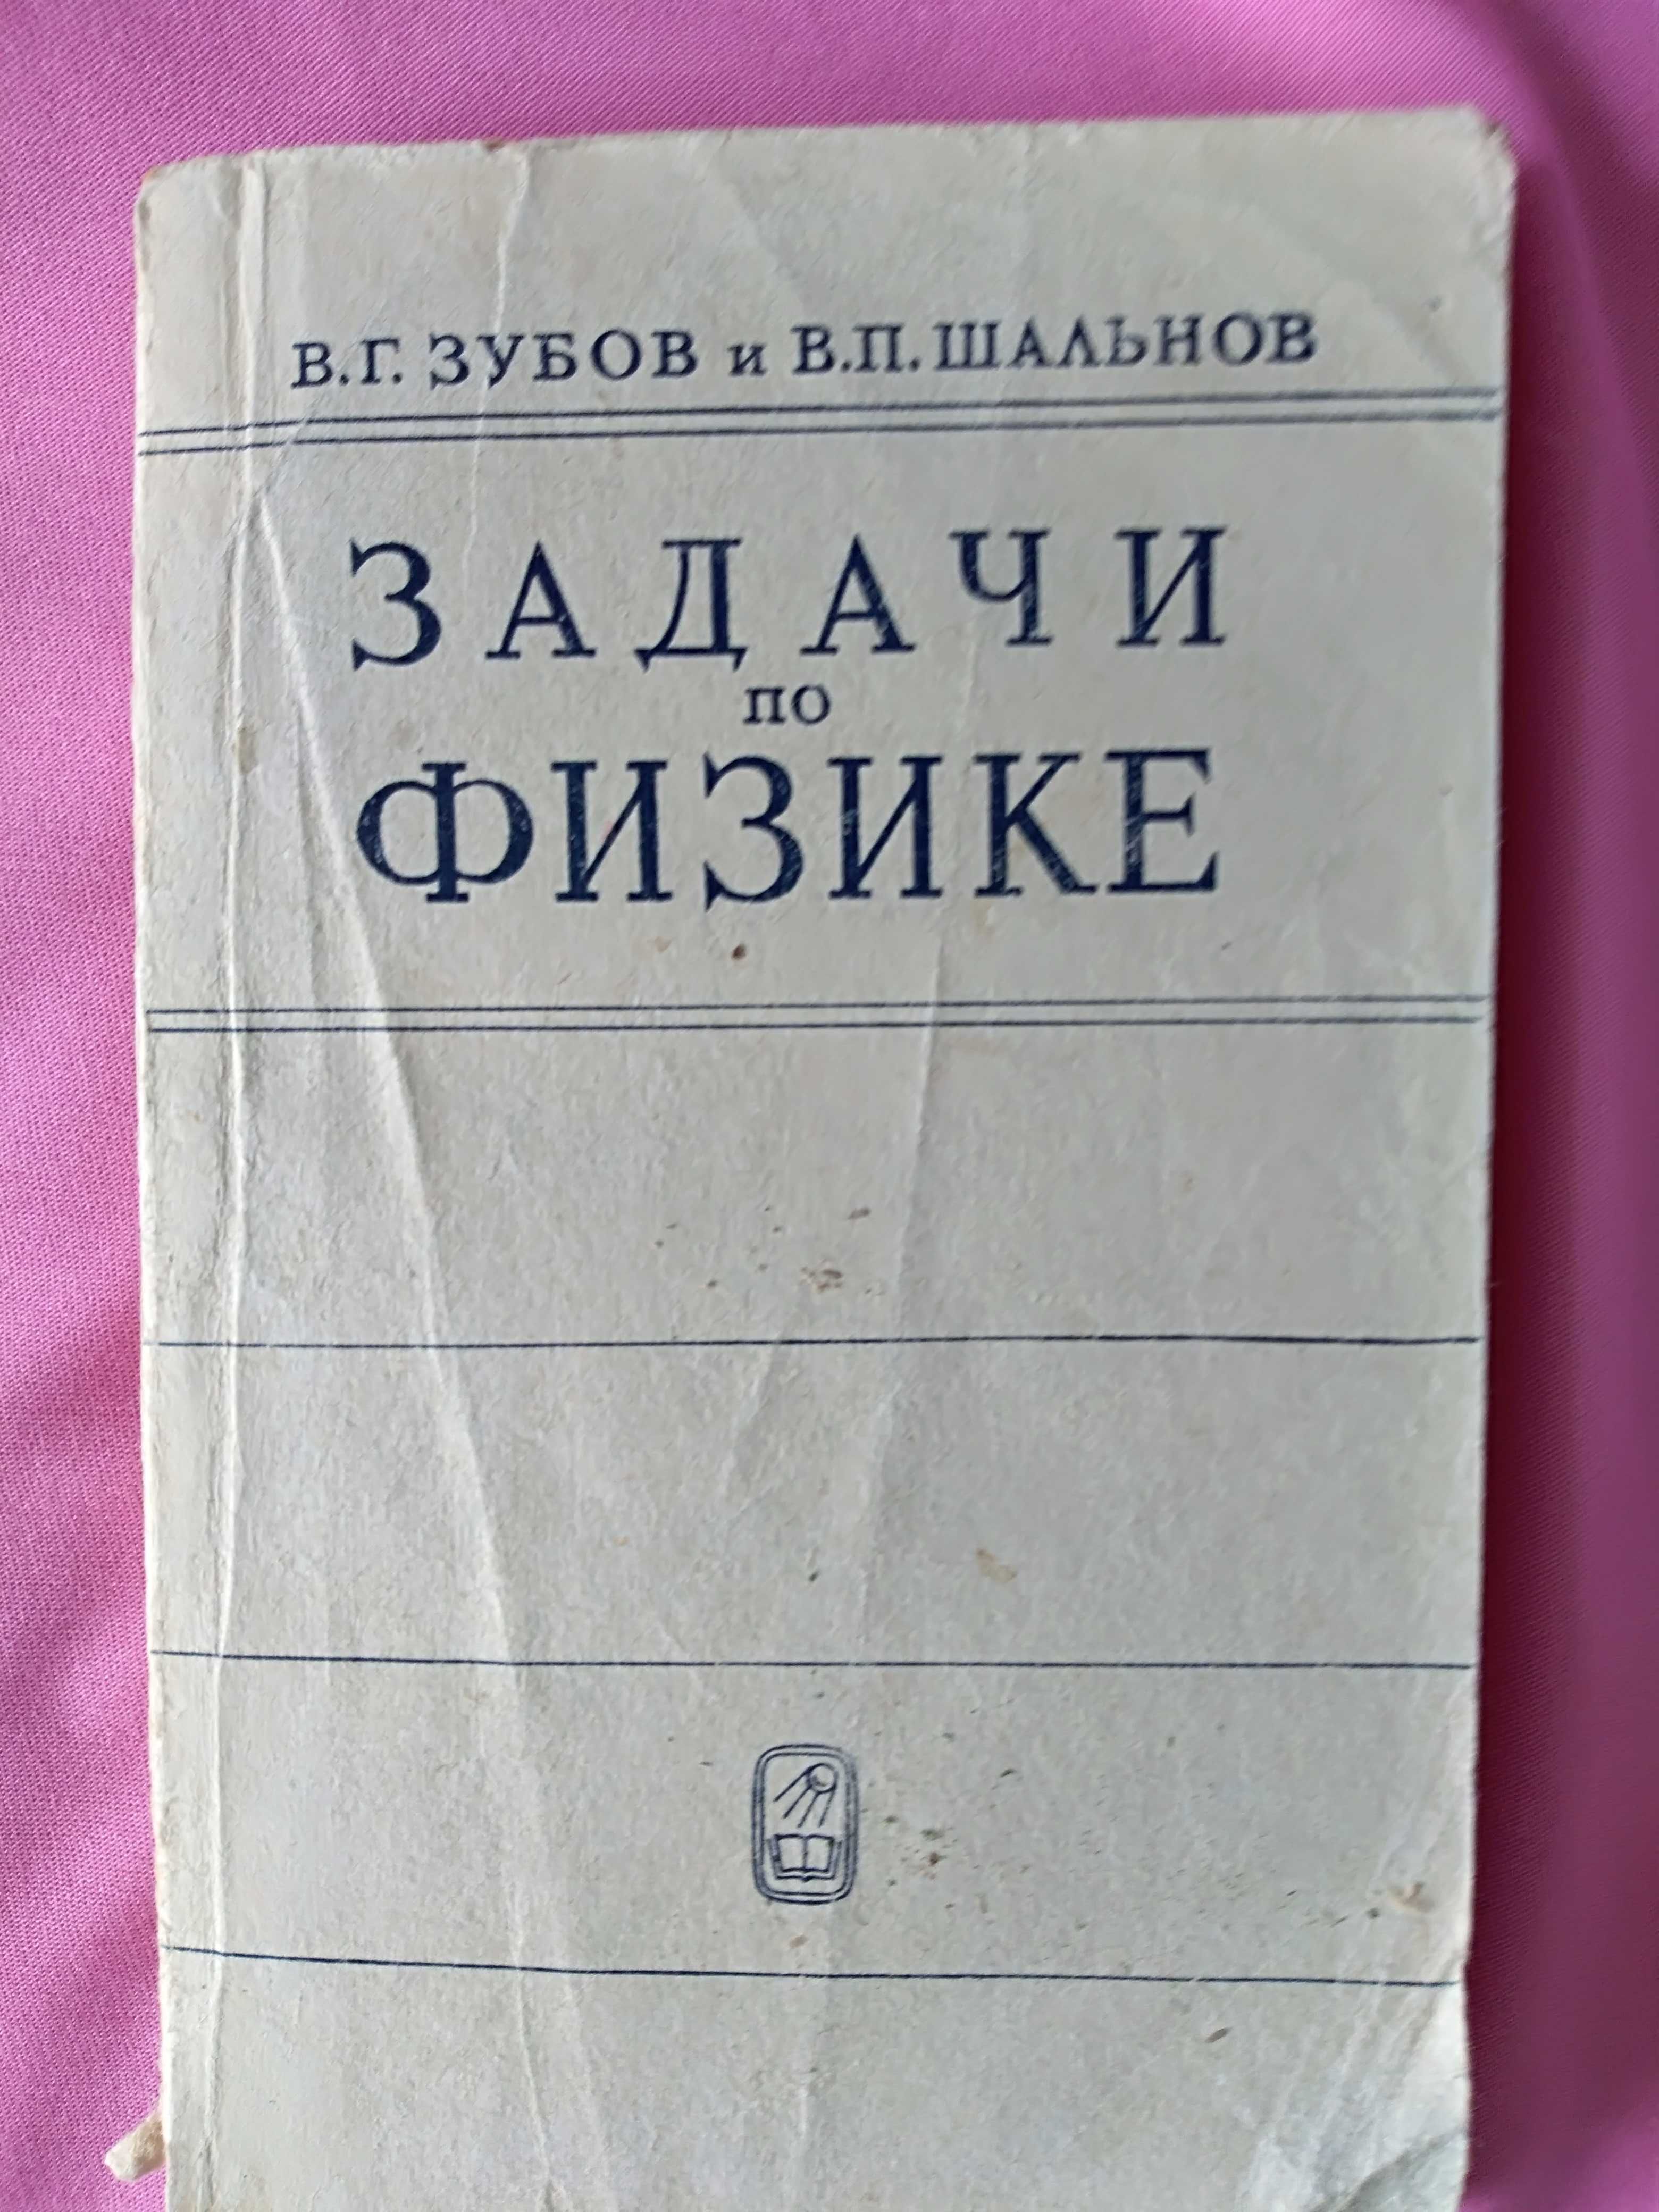 В.Г. ЗУБОВ и В.П. ШАЛЬНОВ
ЗАДАЧИ
по
ФИЗИКЕ